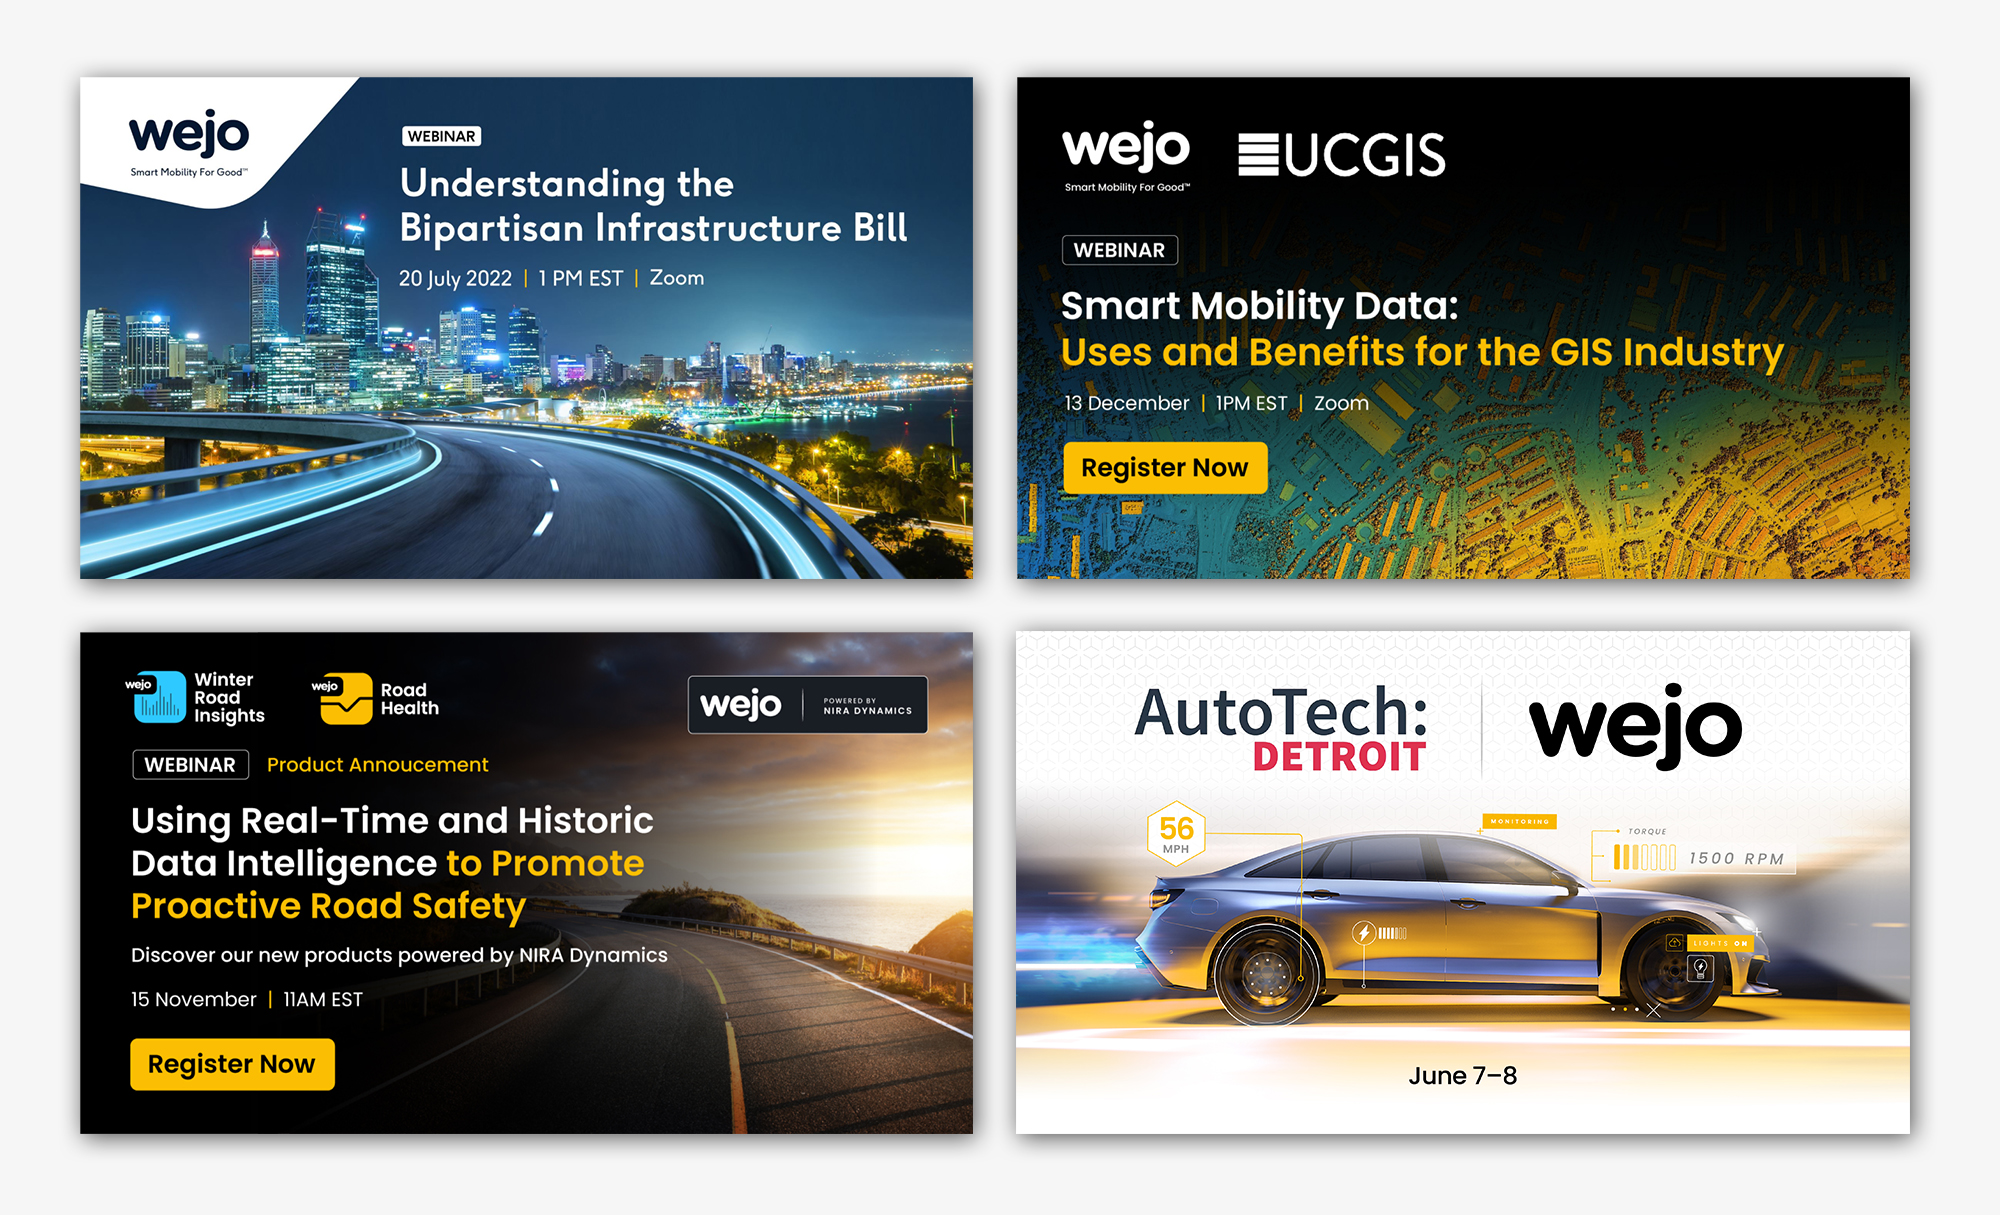 wejo
Smart Mobility For Good™
WEBINAR
Understanding the
Bipartisan Infrastructure Bill
20 July 2022 | 1 PM EST | Zoom
wejo
Smart Mobility For Good™
UCGIS
WEBINAR
Smart Mobility Data:
Uses and Benefits for the GIS Industry
13 December | 1PM EST | Zoom
Register Now
wejo
Winter
Road
Insights
wejo
Road
Health
wejo
POWERED BY
NIRA DYNAMICS
WEBINAR Product Annoucement
Using Real-Time and Historic
Data Intelligence to Promote
Proactive Road Safety
Discover our new products powered by NIRA Dynamics
15 November | 11AM EST
Register Now
AutoTech:
DETROIT
wejo
56
MPH
MONITORING
TORQUE
1500 RPM
LIGHTS ON
June 7–8